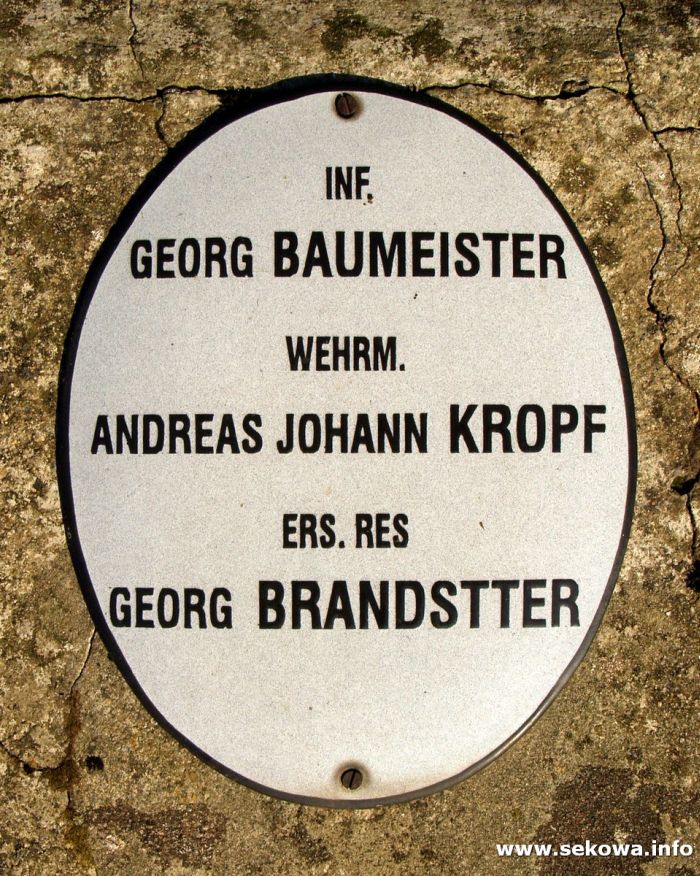 INF.
GEORG BAUMEISTER
WEHRM.
ANDREAS JOHANN KROPF
ERS. RES
GEORG BRANDSTTER
www.sekowa.info